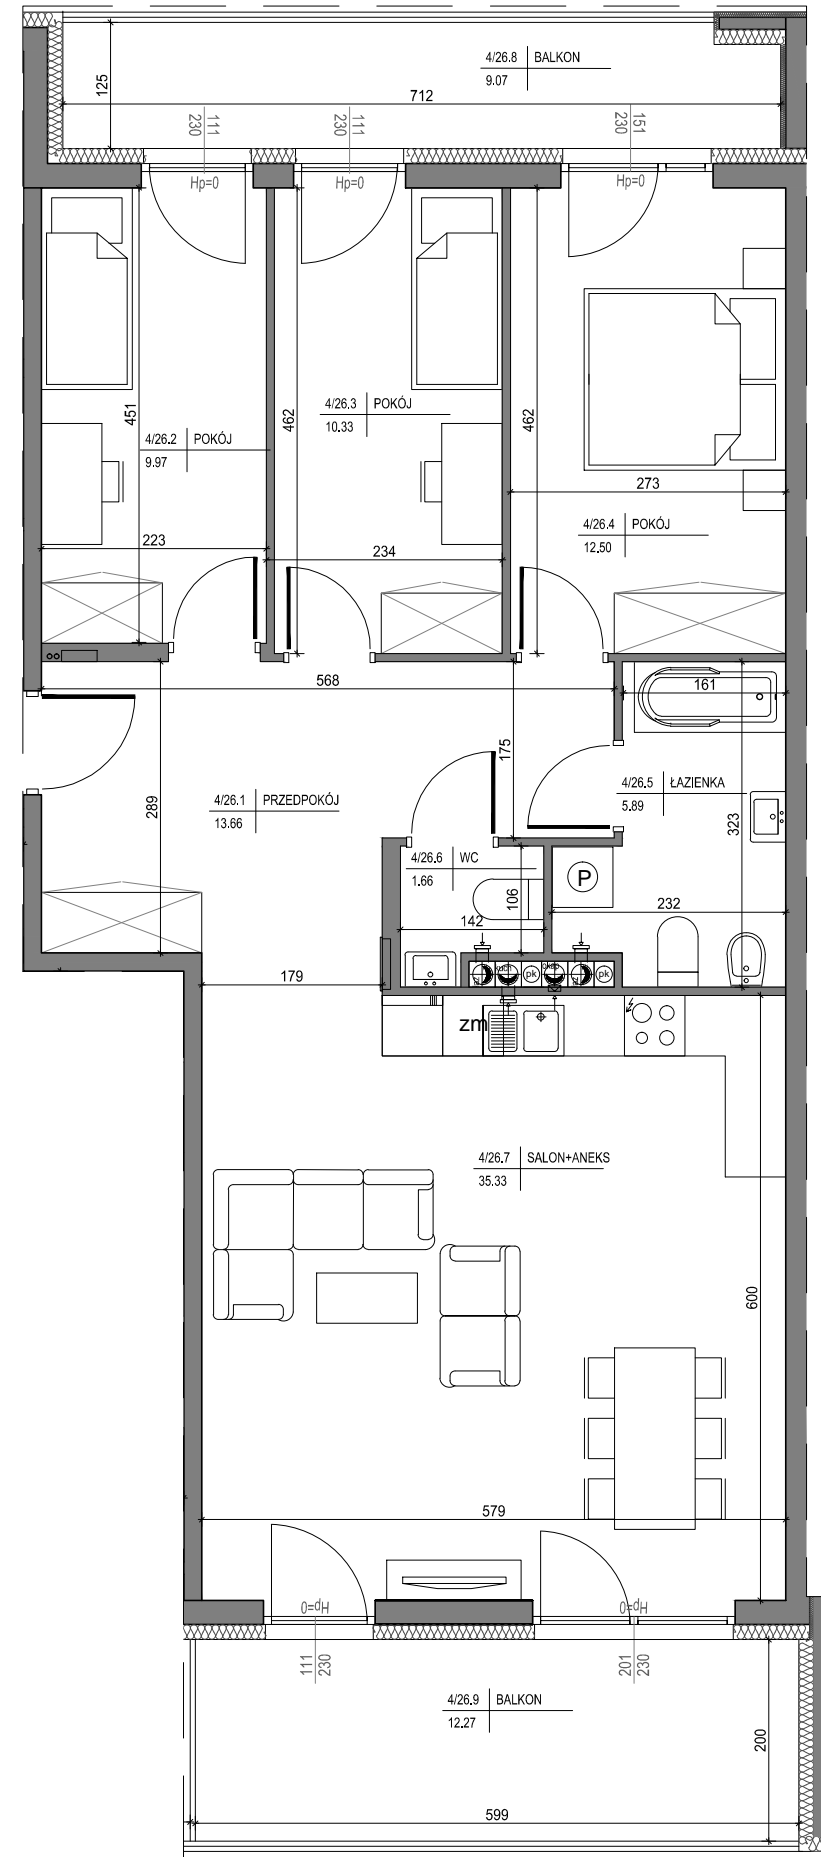 4/26.8 BALKON
9.07
125
712
111
230
111
230
151
230
Hp=0
Hp=0
Hp=0
451
462
462
4/26.2 POKÓJ
9.97
4/26.3 POKÓJ
10.33
273
4/26.4 POKÓJ
12.50
223
234
568
161
175
289
4/26.1 PRZEDPOKÓJ
13.66
4/26.5 ŁAZIENKA
5.89
323
4/26.6 WC
1.66
P
106
142
232
179
pk
pk
zm
4/26.7 SALON+ANEKS
35.33
600
579
Hp=0
Hp=0
111
230
201
230
4/26.9 BALKON
12.27
200
599